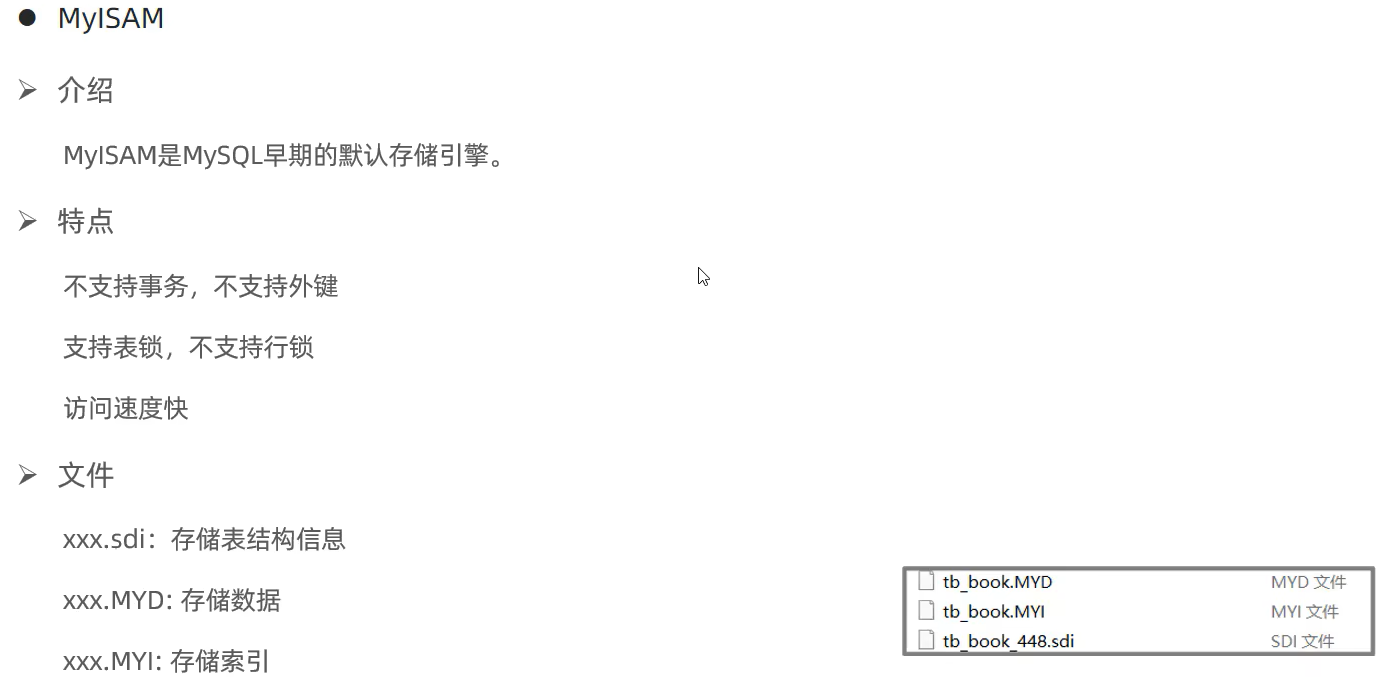 ● MyISAM
➢ 介绍
MyISAM是MySQL早期的默认存储引擎。
➢ 特点
不支持事务，不支持外键
支持表锁，不支持行锁
访问速度快
➢ 文件
xxx.sdi：存储表结构信息
xxx.MYD: 存储数据
xxx.MYI: 存储索引
tb_book.MYD MYD 文件
tb_book.MYI MYI 文件
tb_book_448.sdi SDI 文件